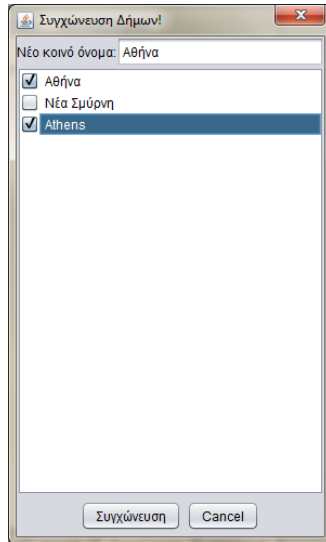 Συγχώνευση Δήμων!
Νέο κοινό όνομα: Αθήνα
Αθήνα
Νέα Σμύρνη
Athens
Συγχώνευση Cancel